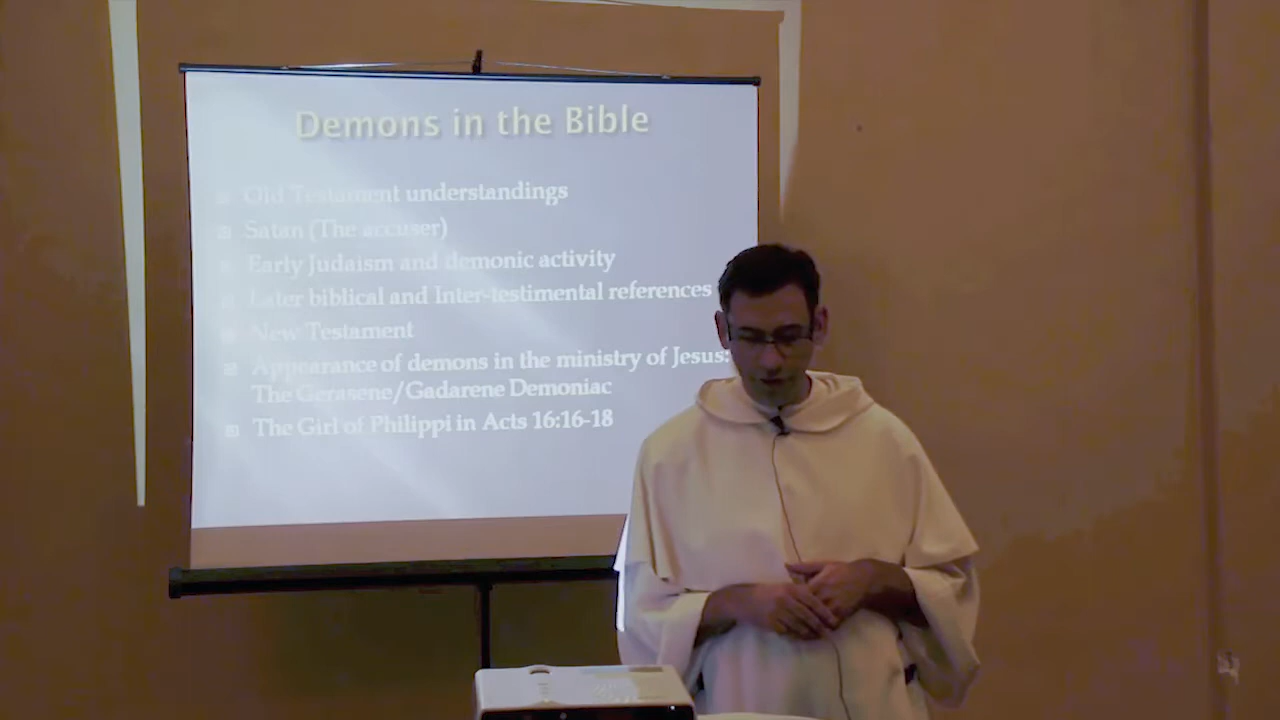 Demons in the Bible
Old Testament understandings
Satan (The accuser)
Early Judaism and demonic activity
Later biblical and Inter-testimental references
New Testament
Appearance of demons in the ministry of Jesus:
The Gerasene/Gadarene Demoniac
The Girl of Philippi in Acts 16:16-18